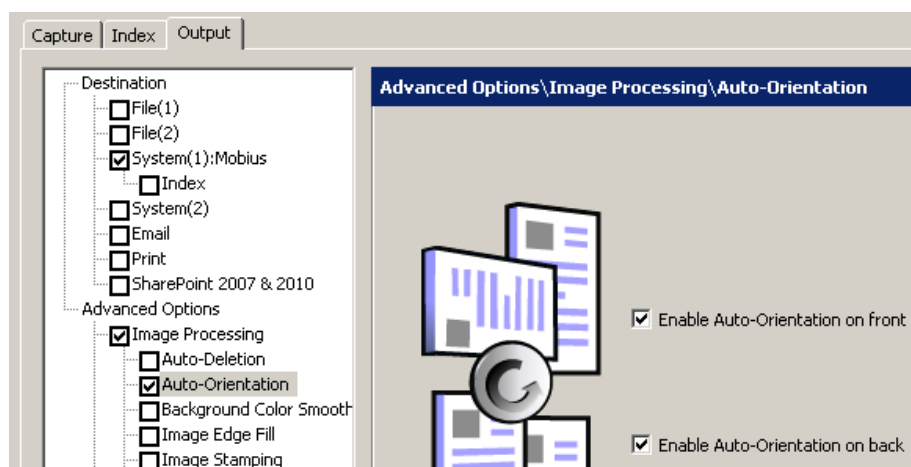 Capture
Index
Output
Destination
File(1)
File(2)
System(1):Mobius
Index
System(2)
Email
Print
SharePoint 2007 & 2010
Advanced Options
Image Processing
Auto-Deletion
Auto-Orientation
Background Color Smooth
Image Edge Fill
Image Stamping
Advanced Options\Image Processing\Auto-Orientation
Enable Auto-Orientation on front
Enable Auto-Orientation on back